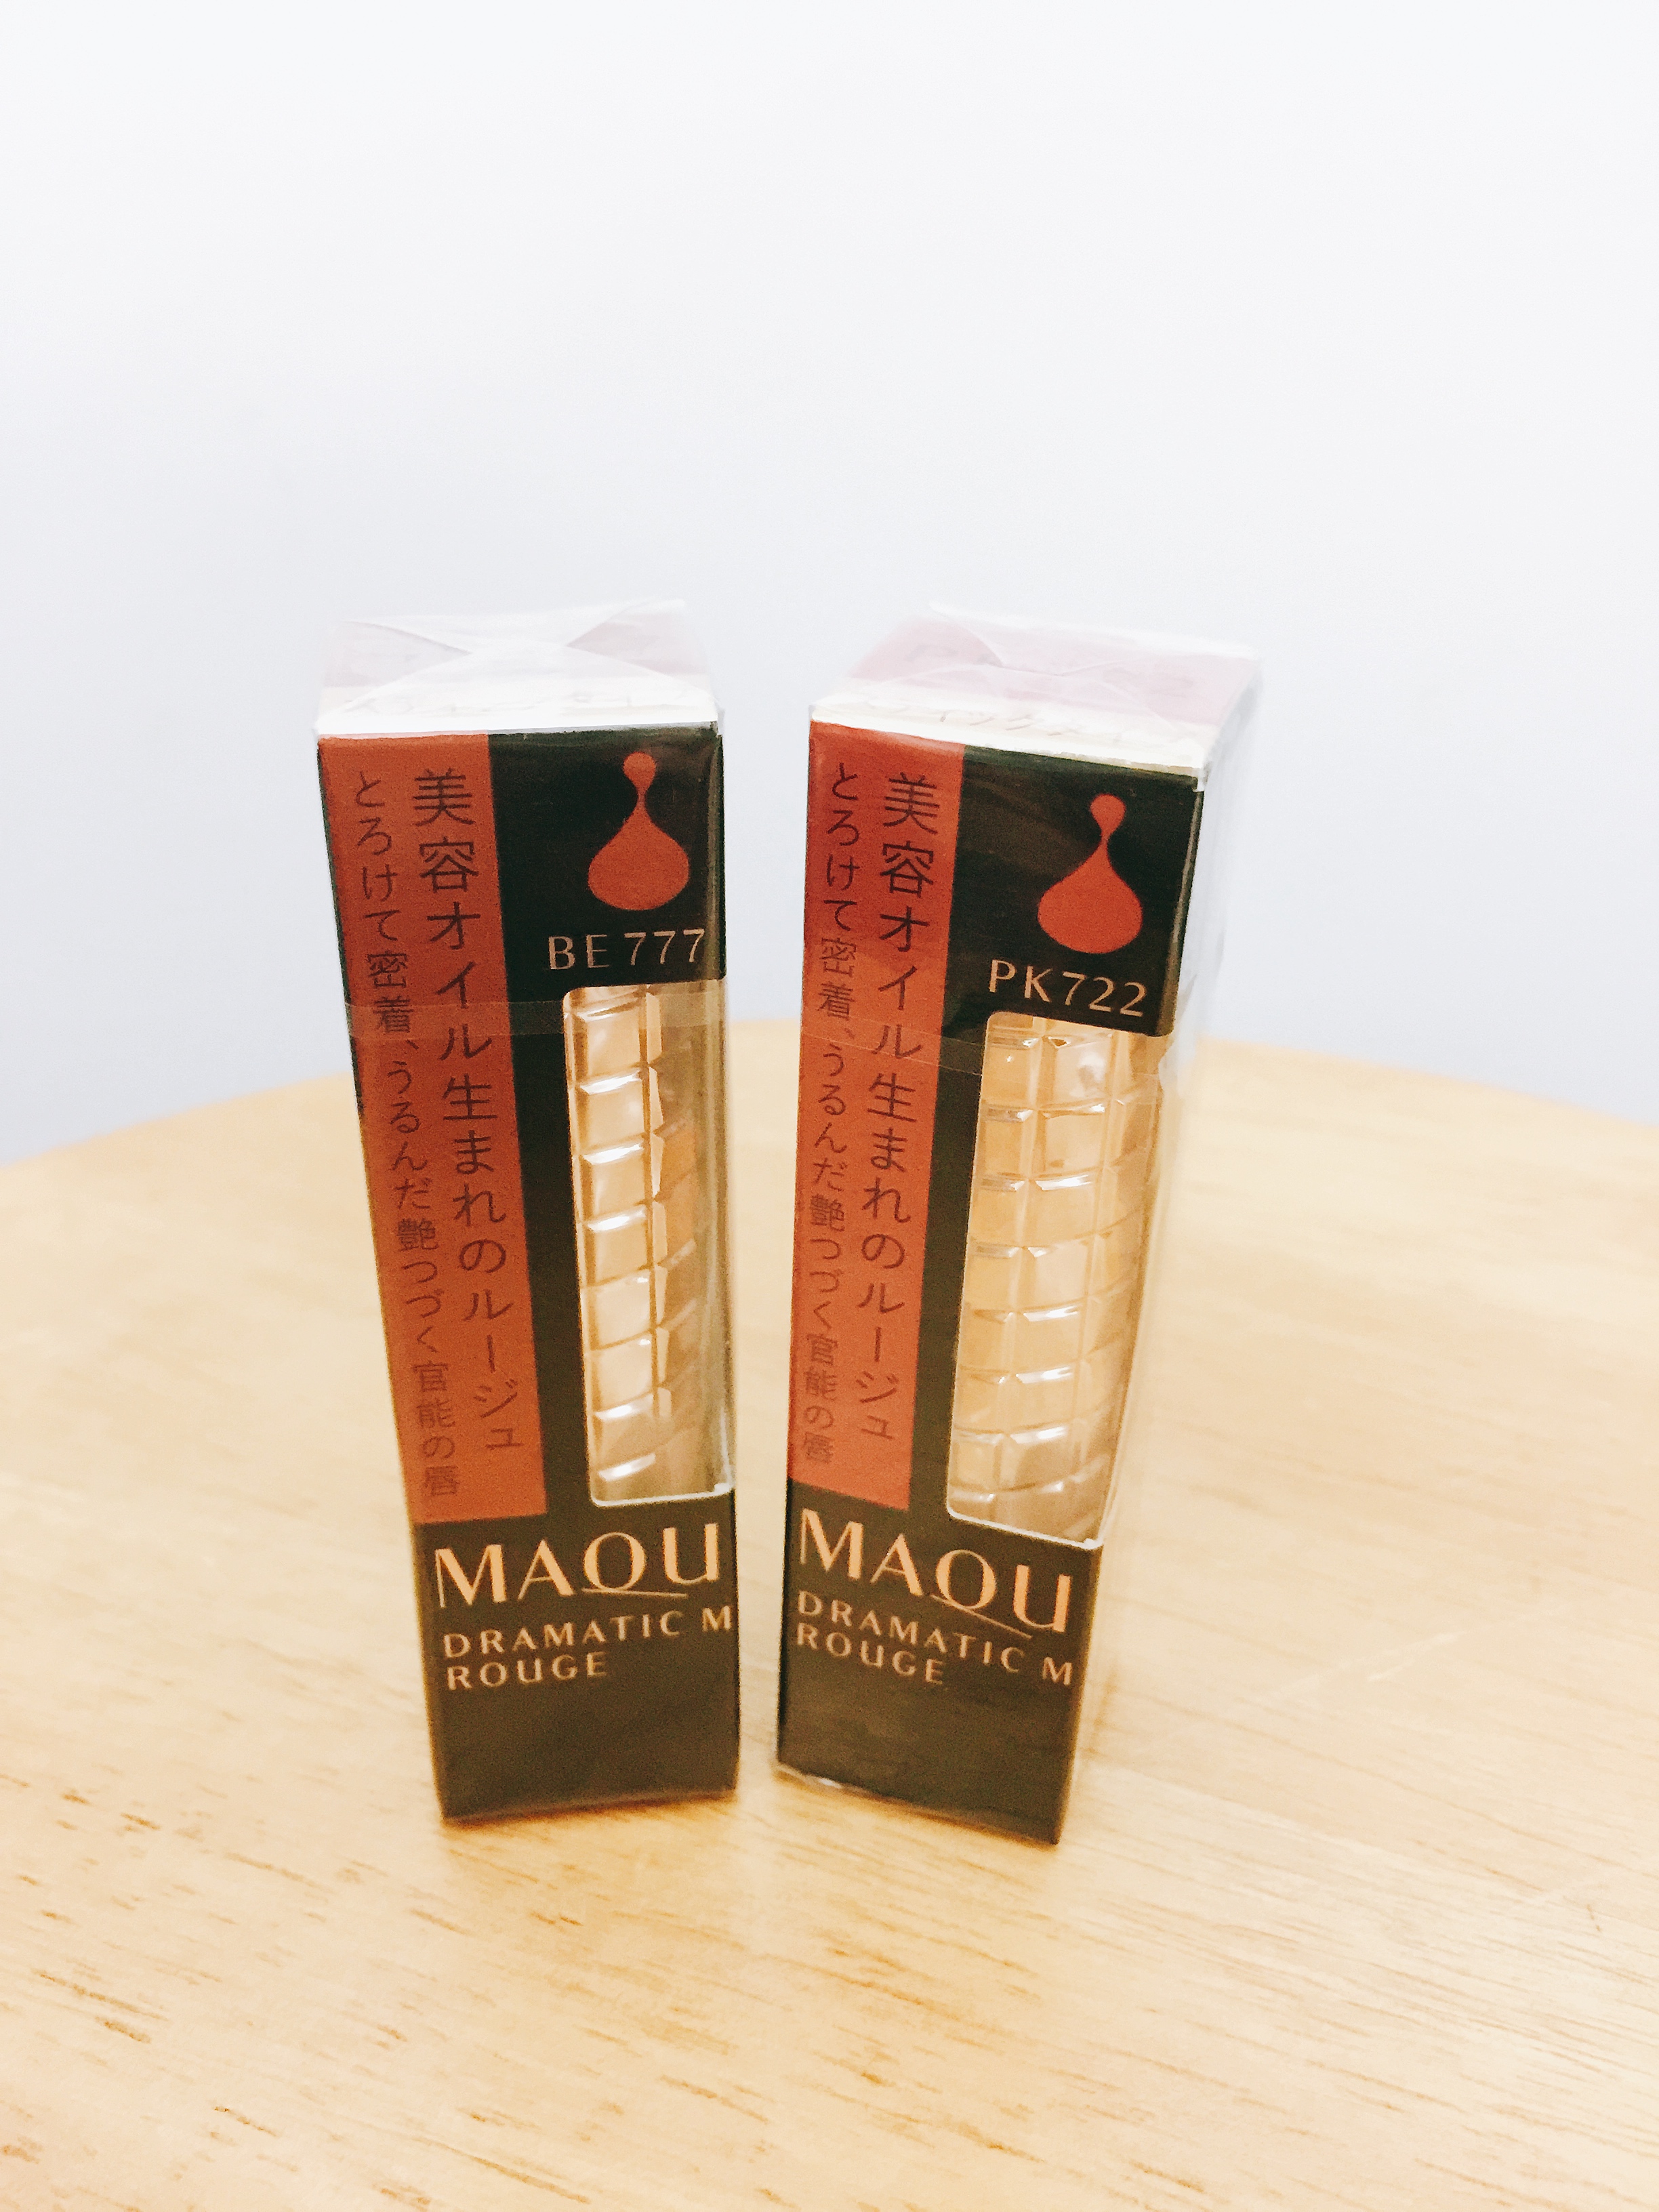 美容オイル生まれのルージュ
とろけて密着、うるんだ艶つづく官能の唇
BE777
MAQU
DRAMATIC M
ROUGE
美容オイル生まれのルージュ
とろけて密着、うるんだ艶つづく官能の唇
PK722
MAQU
DRAMATIC M
ROUGE